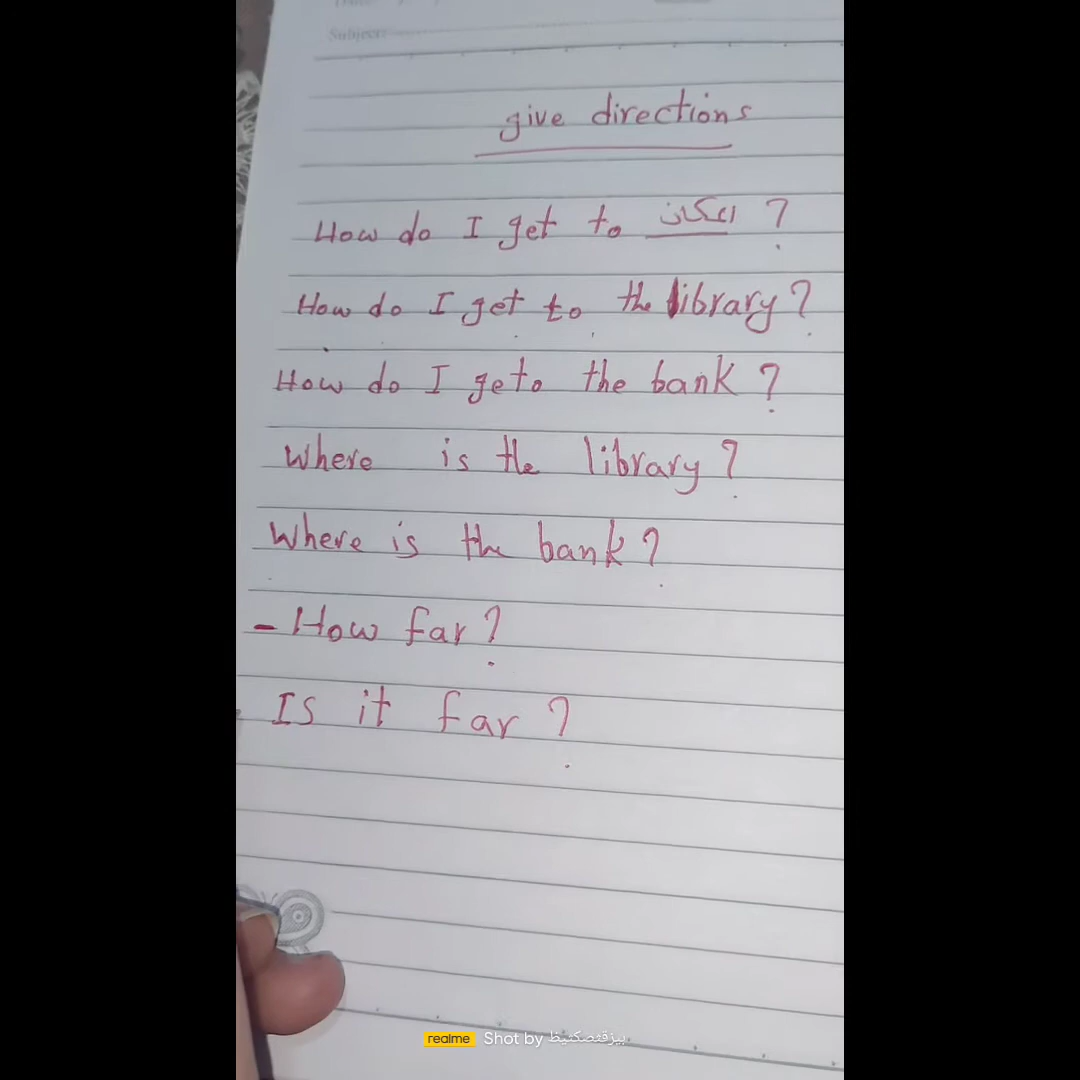 Subject:
give directions
How do I get to المكان ?
How do I get to the library?
How do I geto the bank ?
Where is the library?
Where is the bank?
- How far?
Is it far ?
realme Shot by